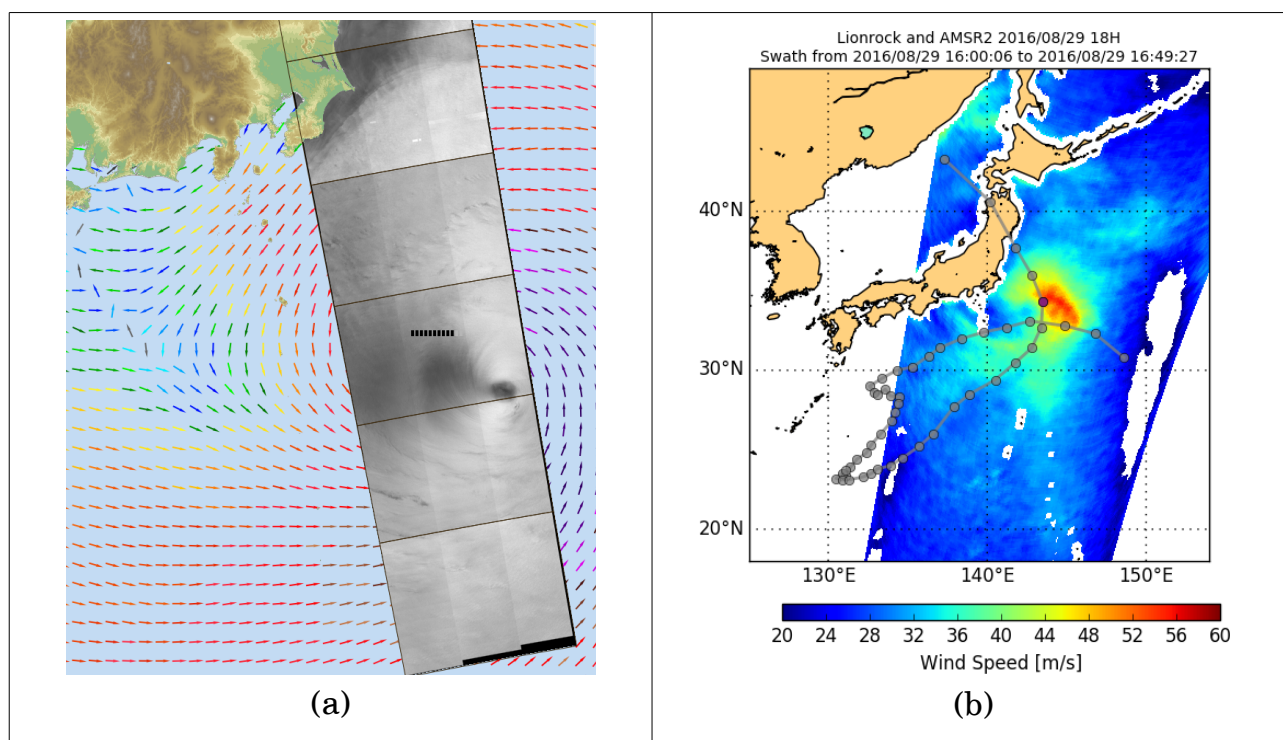 Lionrock and AMSR2 2016/08/29 18H
Swath from 2016/08/29 16:00:06 to 2016/08/29 16:49:27
40°N
30°N
20°N
130°E 140°E 150°E
20 24 28 32 36 40 44 48 52 56 60
Wind Speed [m/s]
(a)
(b)